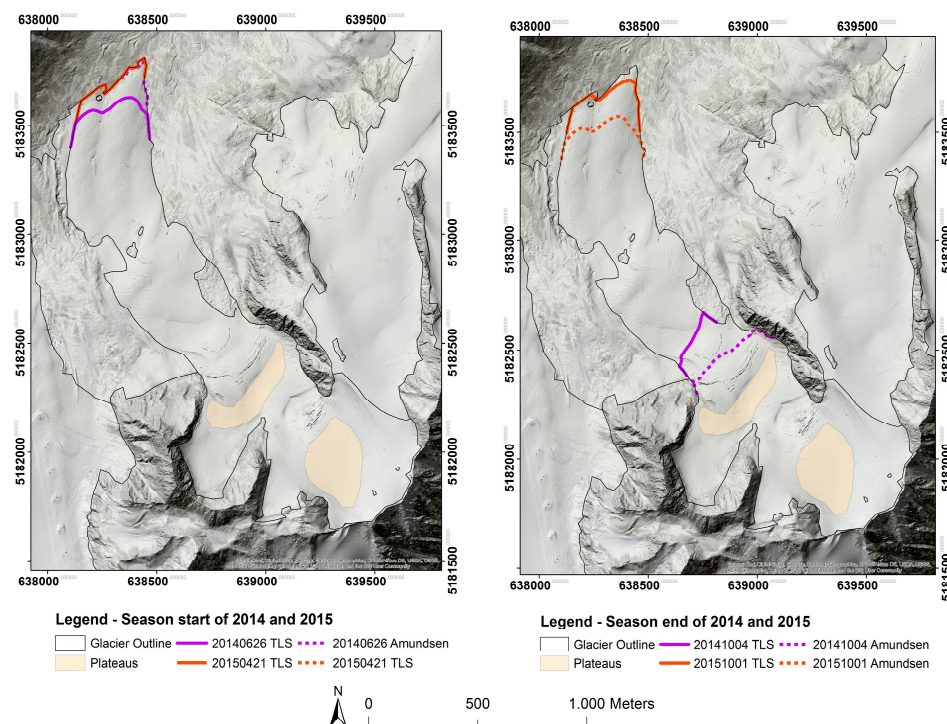 638000 638500 639000 639500
638000 638500 639000 639500
5183500
5183000
5182500
5182000
5181500
5183500
5183000
5182500
5182000
5181500
638000 638500 639000 639500
638000 638500 639000 639500
Legend - Season start of 2014 and 2015
Glacier Outline 20140626 TLS 20140626 Amundsen
Plateaus 20150421 TLS 20150421 TLS
Legend - Season end of 2014 and 2015
Glacier Outline 20141004 TLS 20141004 Amundsen
Plateaus 20151001 TLS 20151001 Amundsen
N
0 500 1.000 Meters